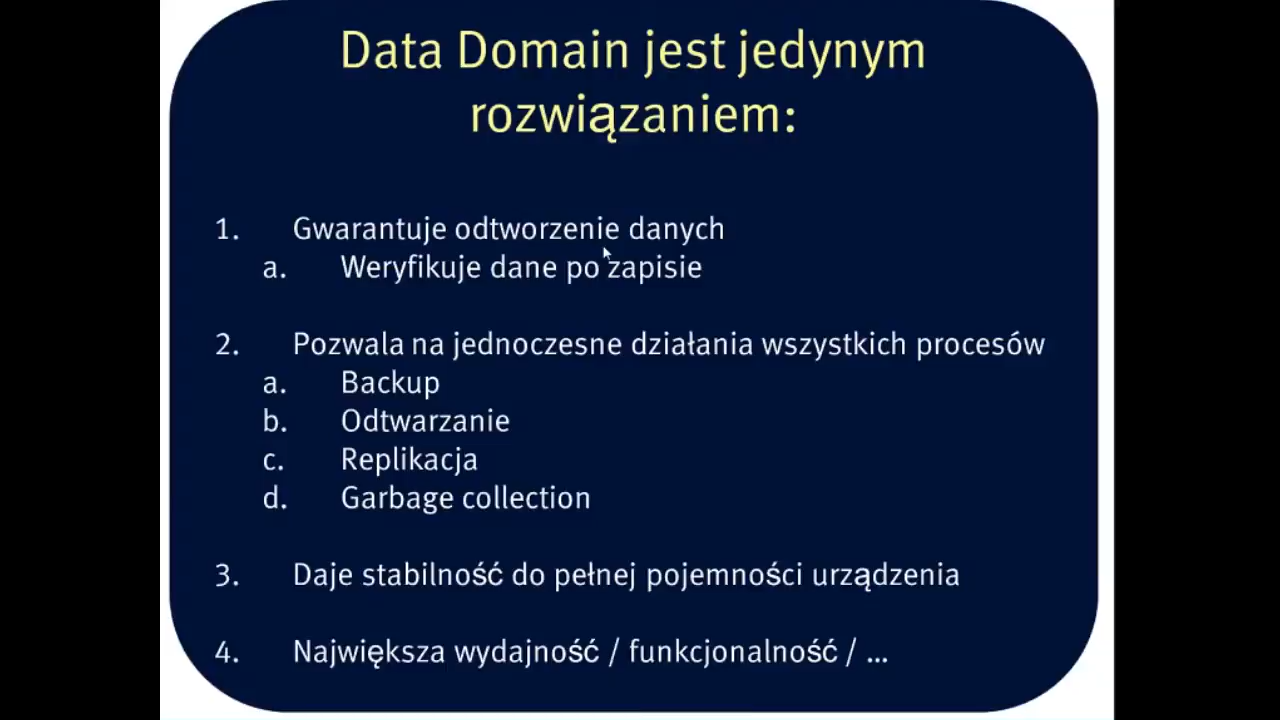 Data Domain jest jedynym
rozwiązaniem:
1. Gwarantuje odtworzenie danych
a. Weryfikuje dane po zapisie
2. Pozwala na jednoczesne działania wszystkich procesów
a. Backup
b. Odtwarzanie
c. Replikacja
d. Garbage collection
3. Daje stabilność do pełnej pojemności urządzenia
4. Największa wydajność / funkcjonalność / ...